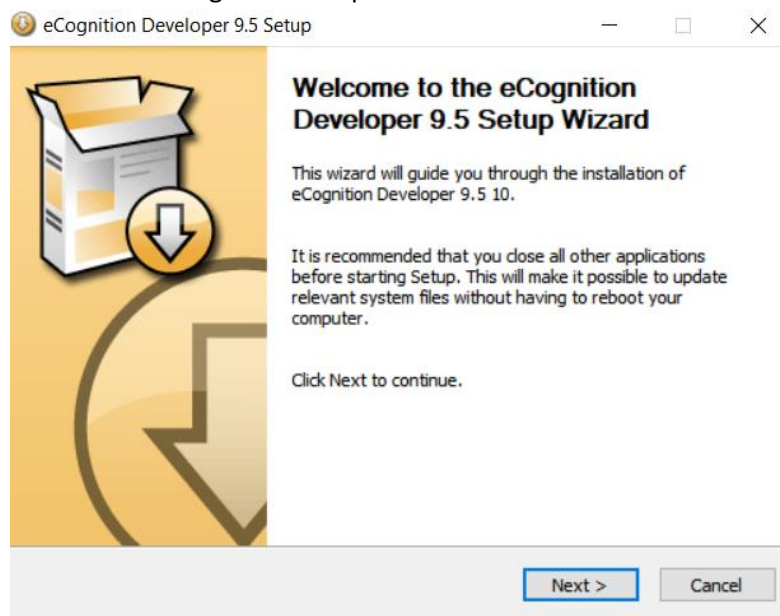 eCognition Developer 9.5 Setup
Welcome to the eCognition
Developer 9.5 Setup Wizard
This wizard will guide you through the installation of
eCognition Developer 9.5 10.
It is recommended that you close all other applications
before starting Setup. This will make it possible to update
relevant system files without having to reboot your
computer.
Click Next to continue.
Next >
Cancel